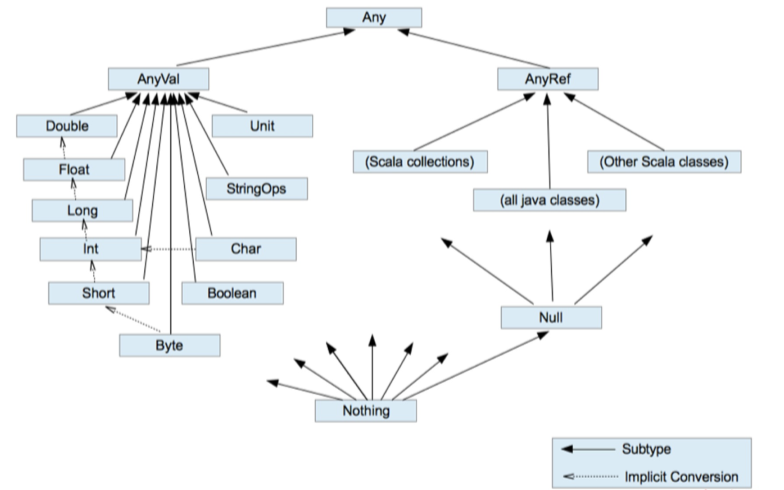 Any
AnyVal
AnyRef
Double
Unit
Float
(Scala collections)
(Other Scala classes)
StringOps
(all java classes)
Long
Int
Char
Short
Boolean
Null
Byte
Nothing
Subtype
Implicit Conversion